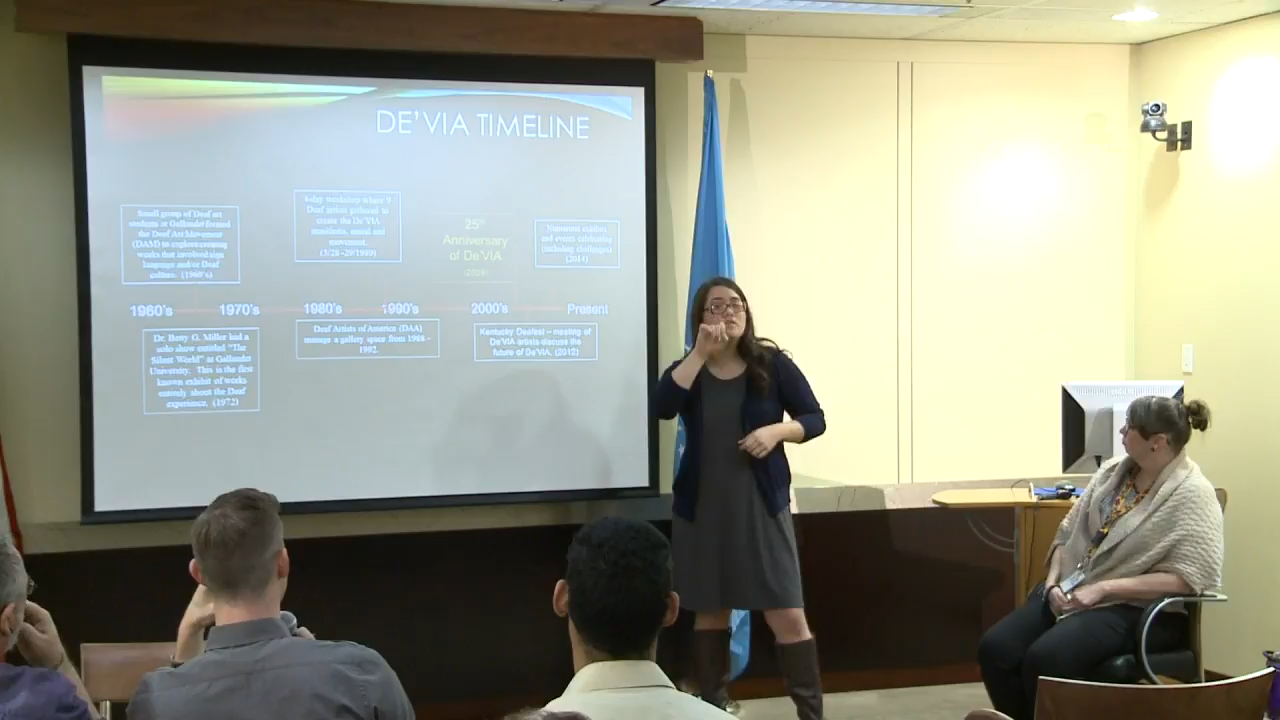 DE'VIA TIMELINE
Small group of Deaf art
students at Gallaudet formed
the Deaf Art Movement
(DAM) to explore creating
works that involved sign
language and/or Deaf
culture. (1960's)
4-day workshop where 9
Deaf artists gathered to
create the De'VIA
manifesto, mural and
movement.
(5/28 -29/1989)
25th
Anniversary
of De'VIA
(2014)
Numerous exhibits
and events celebrating
(including challenges)
(2014)
1960's 1970's 1980's 1990's 2000's Present
Dr. Betty G. Miller had a
solo show entitled "The
Silent World" at Gallaudet
University. This is the first
known exhibit of works
entirely about the Deaf
experience. (1972)
Deaf Artists of America (DAA)
manage a gallery space from 1988 -
1992.
Kentucky Deafest – meeting of
De'VIA artists discuss the
future of De'VIA. (2012)